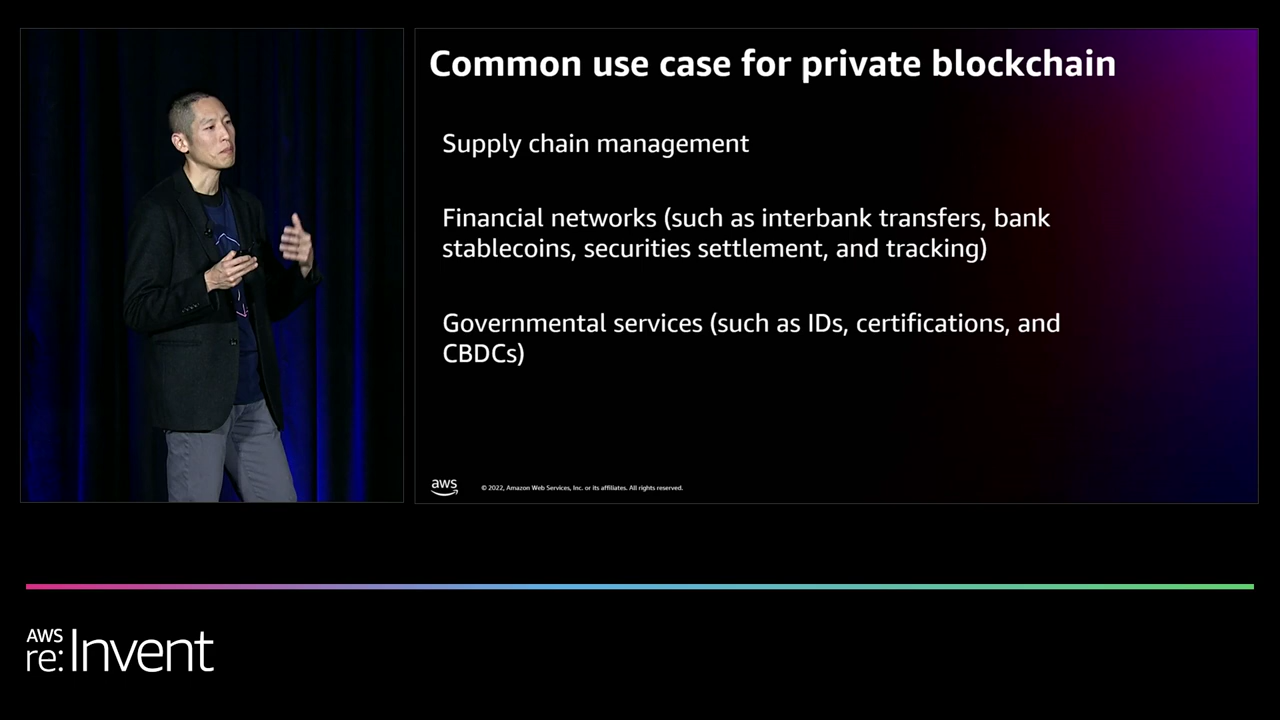 Common use case for private blockchain
Supply chain management
Financial networks (such as interbank transfers, bank
stablecoins, securities settlement, and tracking)
Governmental services (such as IDs, certifications, and
CBDCs)
aws
© 2022, Amazon Web Services, Inc. or its affiliates. All rights reserved.
AWS
re:Invent